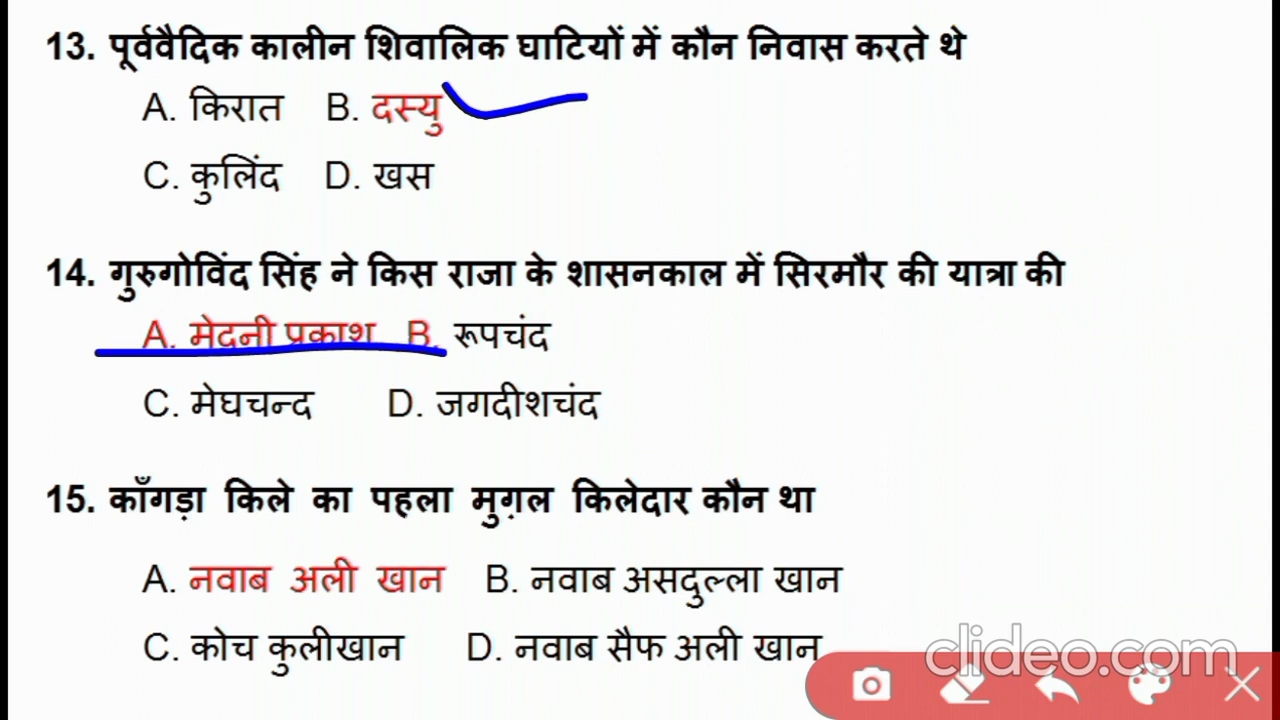 13. पूर्ववैदिक कालीन शिवालिक घाटियों में कौन निवास करते थे
A. किरात B. दस्यु
C. कुलिंद D. खस
14. गुरुगोविंद सिंह ने किस राजा के शासनकाल में सिरमौर की यात्रा की
A. मेदनी प्रकाश B. रूपचंद
C. मेघचन्द D. जगदीशचंद
15. काँगड़ा किले का पहला मुग़ल किलेदार कौन था
A. नवाब अली खान B. नवाब असदुल्ला खान
C. कोच कुलीखान D. नवाब सैफ अली खान
clideo.com